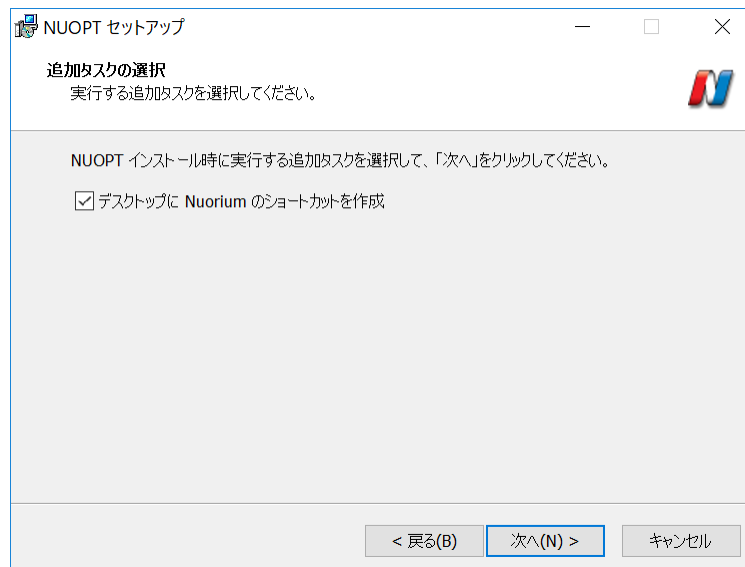 NUOPT セットアップ
追加タスクの選択
実行する追加タスクを選択してください。
NUOPT インストール時に実行する追加タスクを選択して、「次へ」をクリックしてください。
デスクトップに Nuorium のショートカットを作成
< 戻る(B)
次へ(N) >
キャンセル